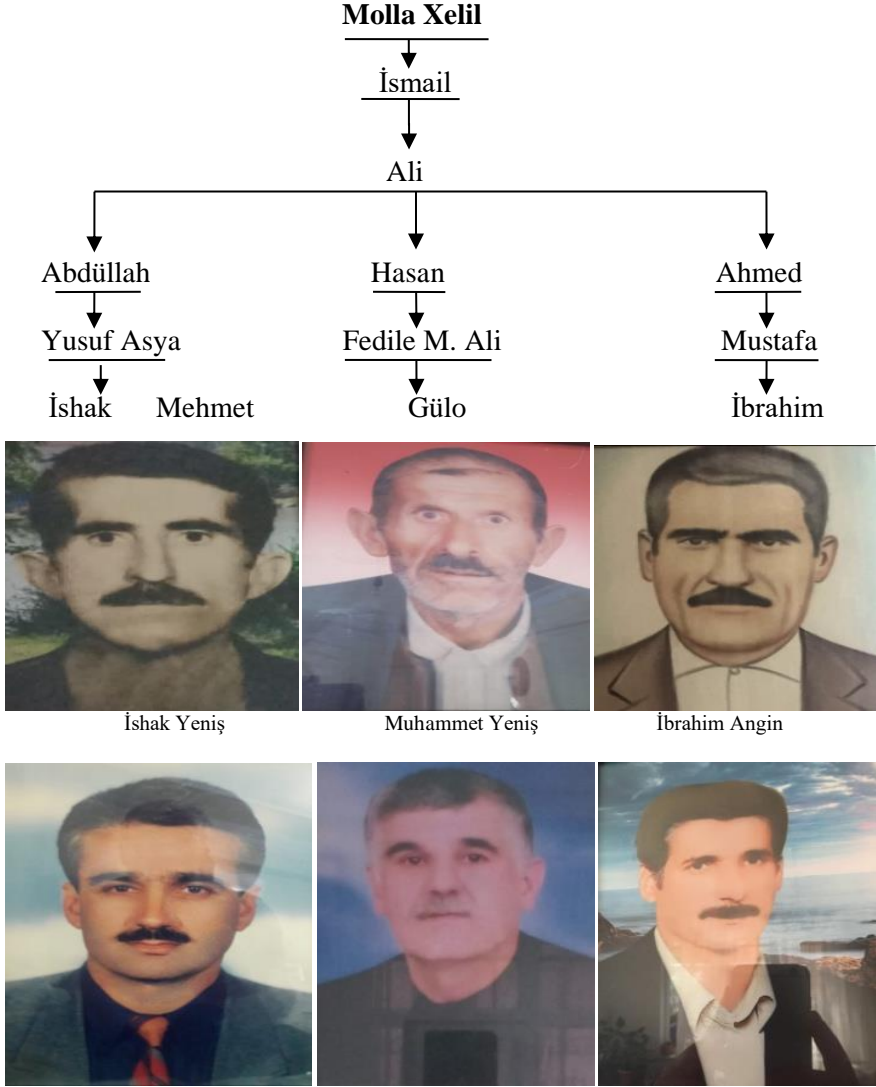 Molla Xelil
İsmail
Ali
Abdüllah Hasan Ahmed
Yusuf Asya Fedile M. Ali Mustafa
İshak Mehmet Gülo İbrahim
İshak Yeniş Muhammet Yeniş İbrahim Angin